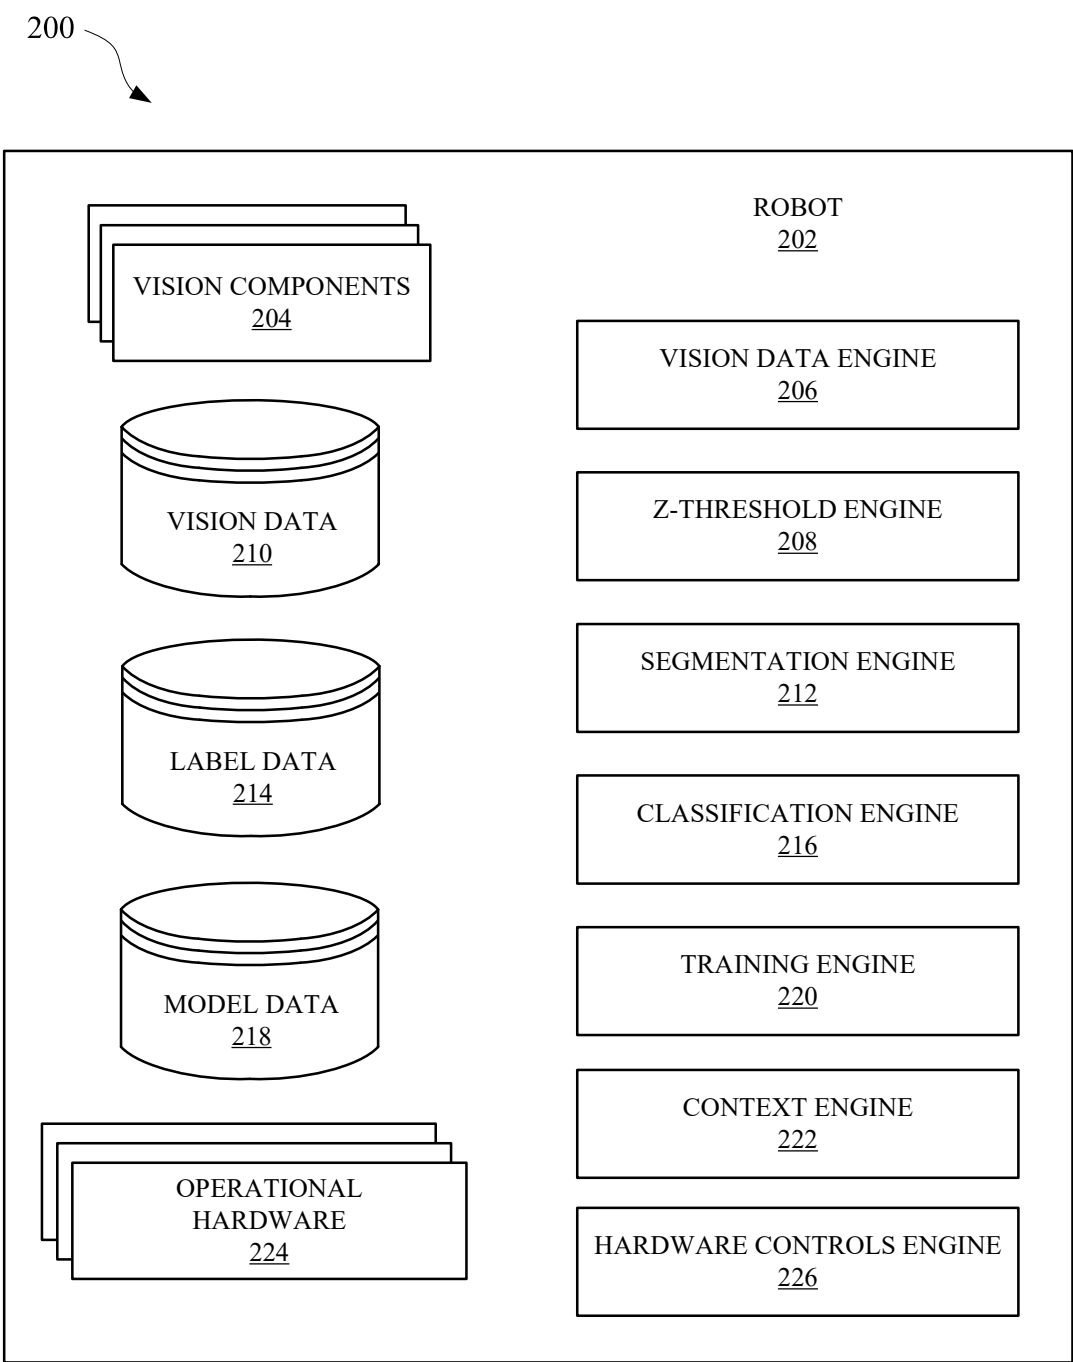 200
ROBOT
202
VISION COMPONENTS
204
VISION DATA ENGINE
206
VISION DATA
210
Z-THRESHOLD ENGINE
208
SEGMENTATION ENGINE
212
LABEL DATA
214
CLASSIFICATION ENGINE
216
MODEL DATA
218
TRAINING ENGINE
220
CONTEXT ENGINE
222
OPERATIONAL
HARDWARE
224
HARDWARE CONTROLS ENGINE
226